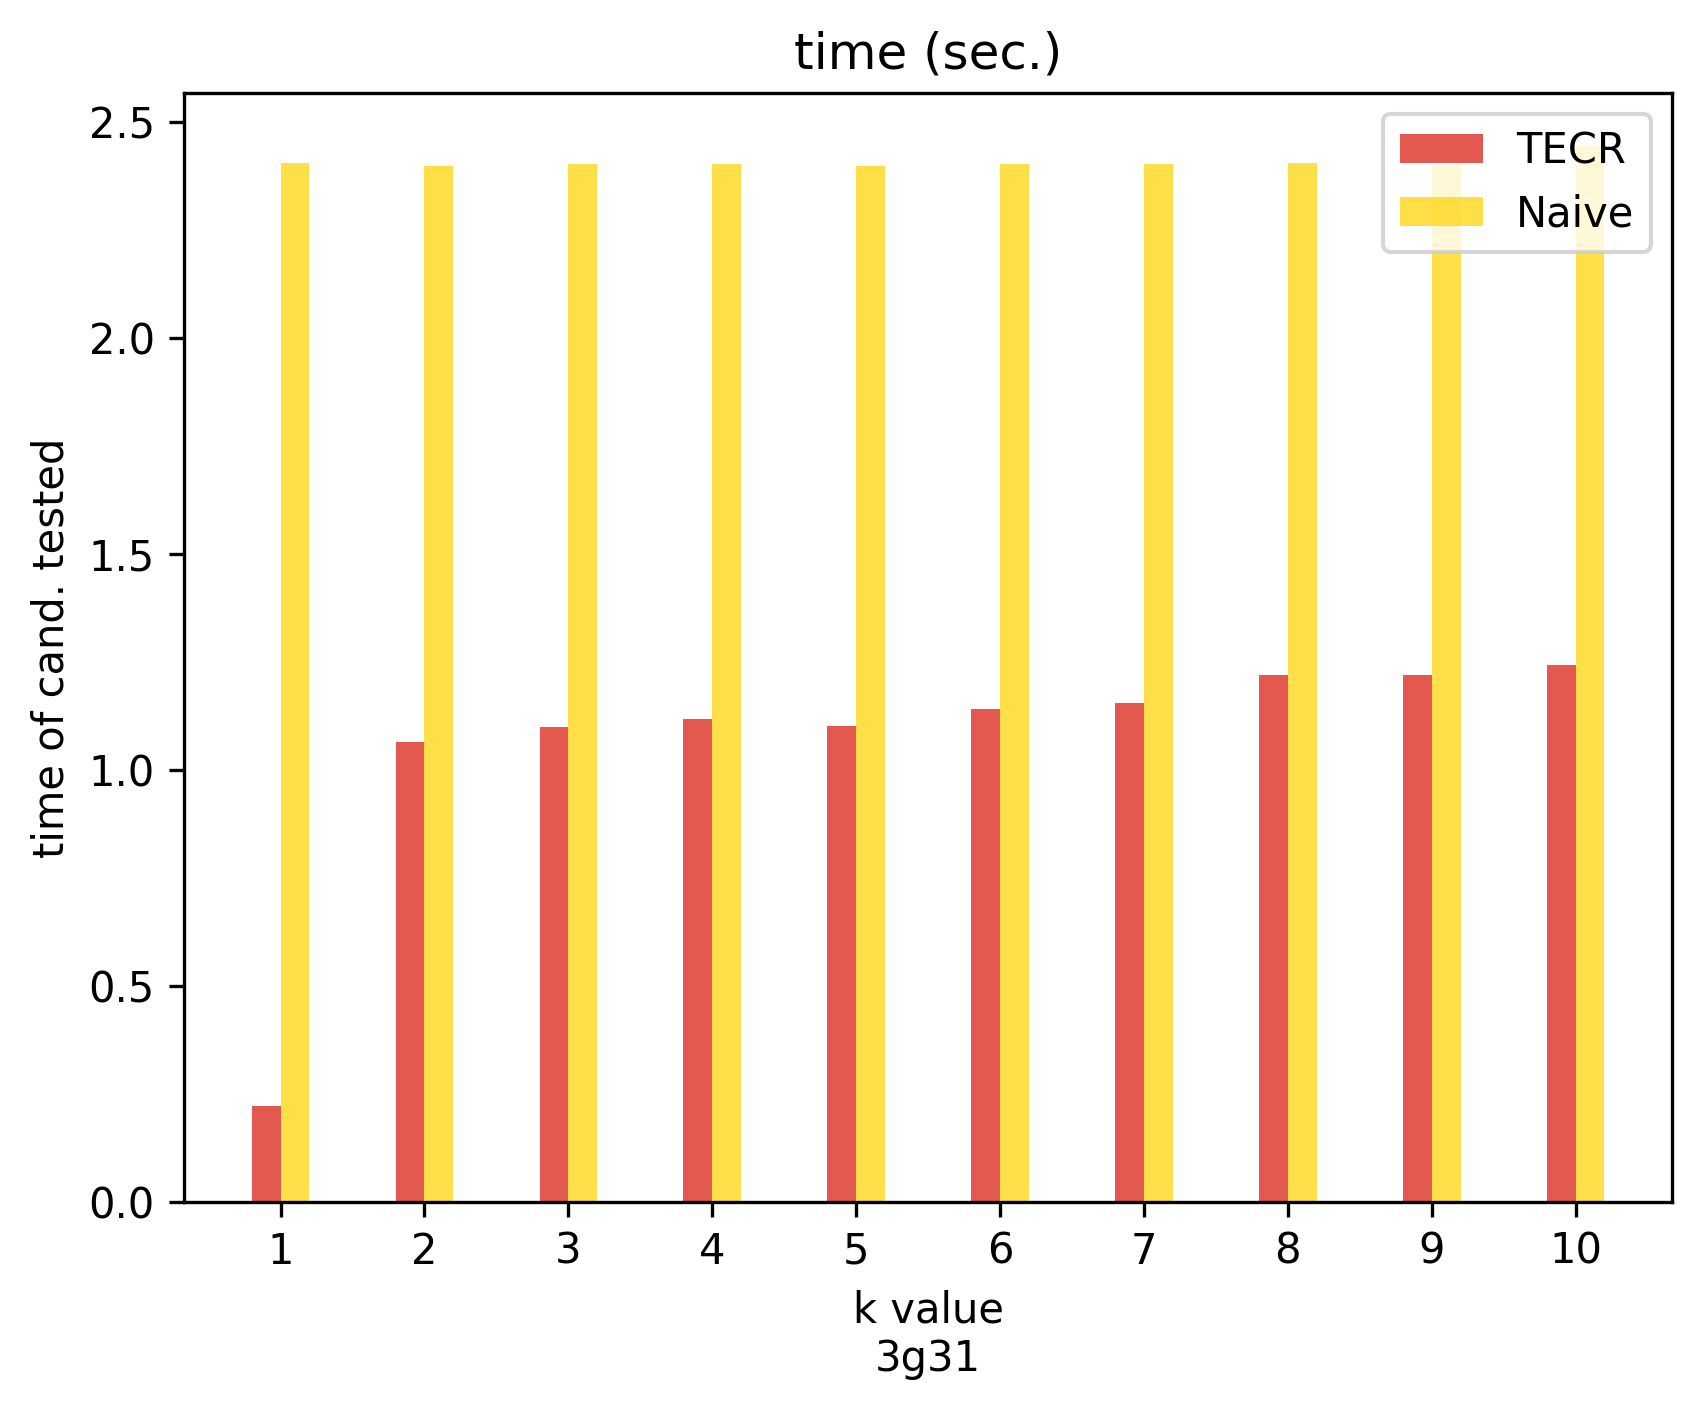 time (sec.)
TECR
Naive
time of cand. tested
2.5
2.0
1.5
1.0
0.5
0.0
1 2 3 4 5 6 7 8 9 10
k value
3g31